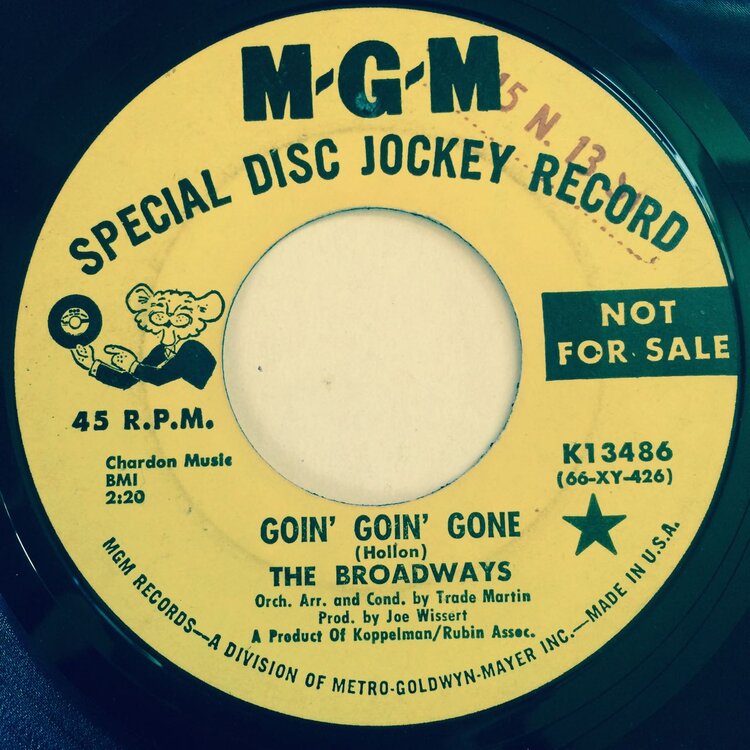 M-G-M
15 N. 13
SPECIAL DISC JOCKEY RECORD
NOT
FOR SALE
45 R.P.M.
Chardon Music
BMI
2:20
K13486
(66-XY-426)
GOIN' GOIN' GONE
(Hollon)
THE BROADWAYS
Orch. Arr. and Cond. by Trade Martin
Prod. by Joe Wissert
A Product Of Koppelman/Rubin Assoc.
MGM RECORDS—A DIVISION OF METRO-GOLDWYN-MAYER INC.—MADE IN U.S.A.